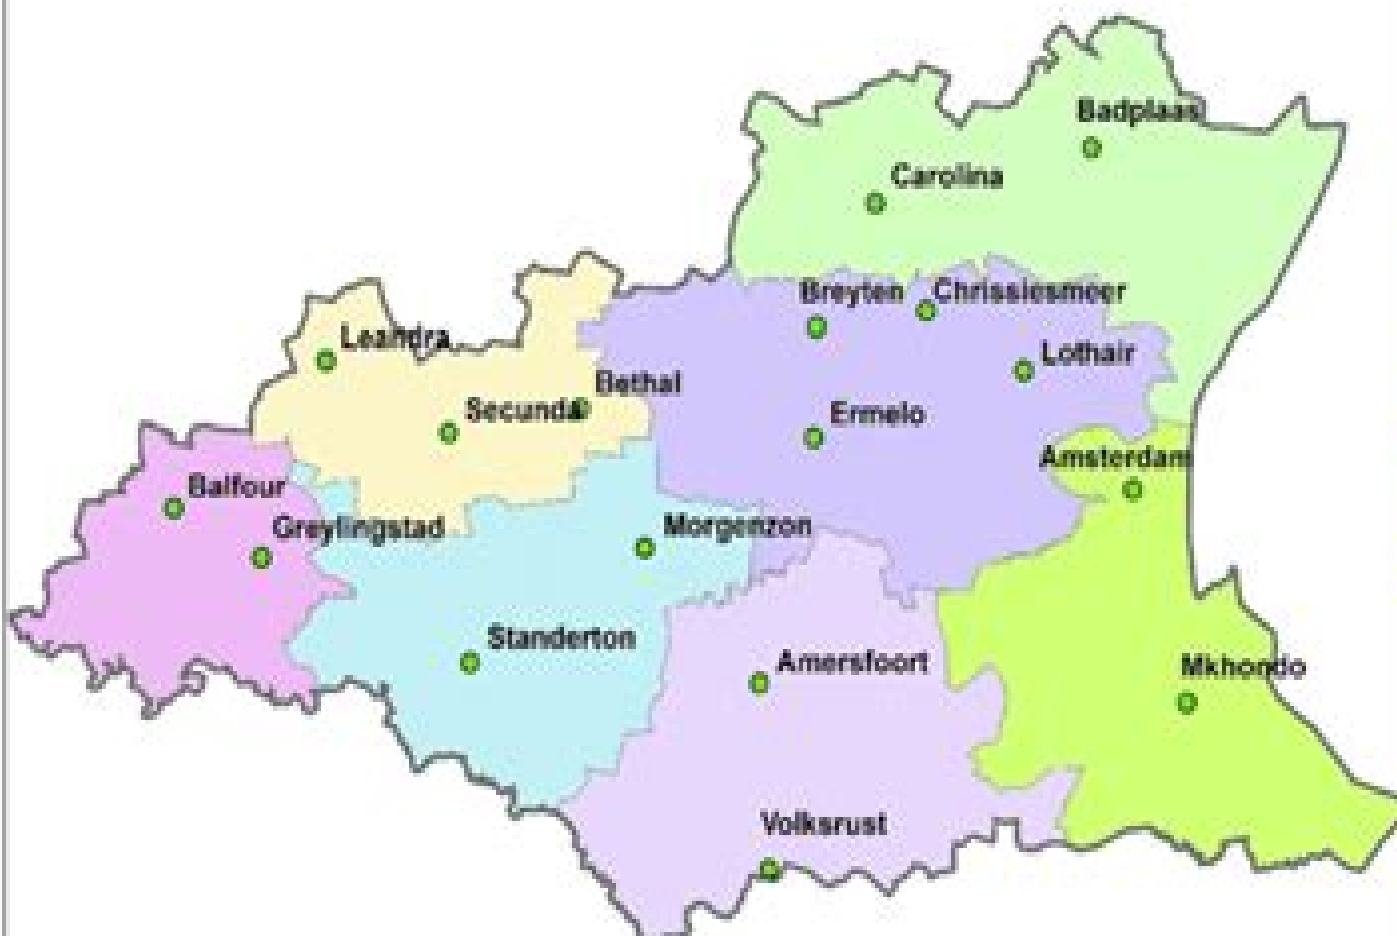 Badplaas
Carolina
Breyten
Chrissiesmeer
Leandra
Lothair
Bethal
Secunda
Ermelo
Amsterdam
Balfour
Greylingstad
Morgenzon
Standerton
Amersfoort
Mkhondo
Volksrust